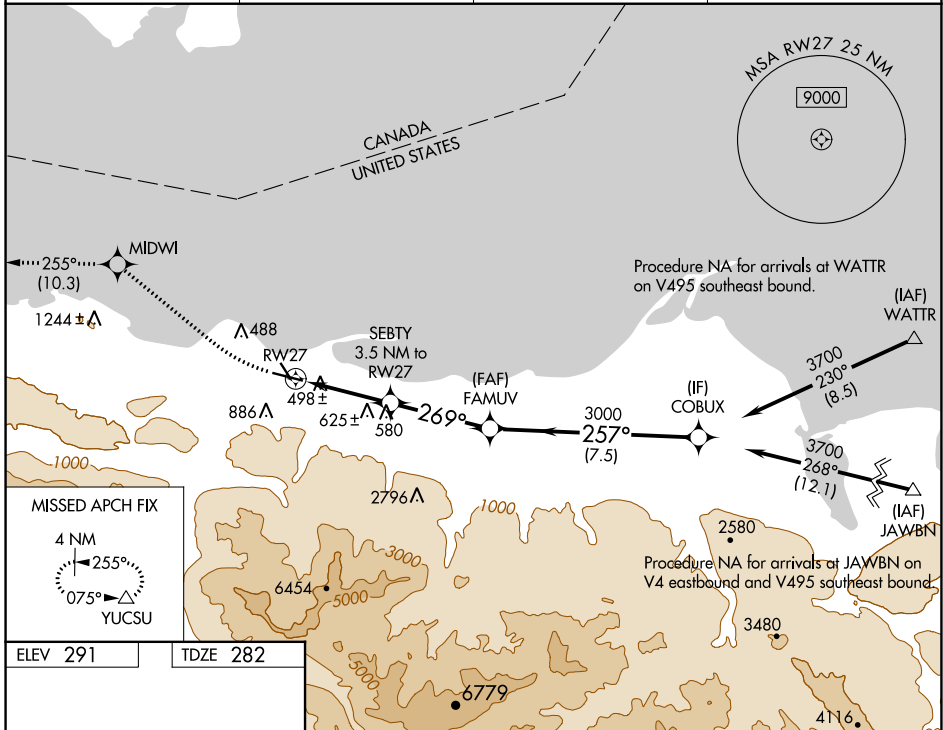 MSA RW27 25 NM
9000
CANADA
UNITED STATES
MIDWI
255°
(10.3)
Procedure NA for arrivals at WATTR
on V495 southeast bound.
(IAF)
WATTR
1244±
488
SEBTY
3.5 NM to
RW27
RW27
(FAF)
FAMUV
(IF)
COBUX
3700
230°
(8.5)
498±
886
625±
580
269°
3000
257°
(7.5)
3700
268°
(12.1)
(IAF)
JAWBN
1000
2796
1000
2580
MISSED APCH FIX
4 NM
255°
075°
YUCSU
3000
6454
5000
Procedure NA for arrivals at JAWBN on
V4 eastbound and V495 southeast bound.
3480
ELEV 291
TDZE 282
5000
6779
4116